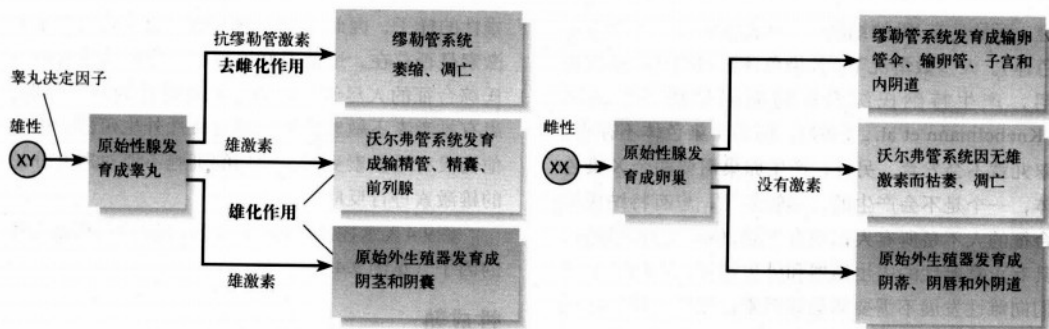 抗缪勒管激素
去雌化作用
缪勒管系统
萎缩、凋亡
睾丸决定因子
雄性
XY
原始性腺发
育成睾丸
雄激素
沃尔弗管系统发育
成输精管、精囊、
前列腺
雄化作用
雄激素
原始外生殖器发育成
阴茎和阴囊
雌性
XX
原始性腺发
育成卵巢
缪勒管系统发育成输卵
管伞、输卵管、子宫和
内阴道
没有激素
沃尔弗管系统因无雄
激素而枯萎、凋亡
原始外生殖器发育成
阴蒂、阴唇和外阴道